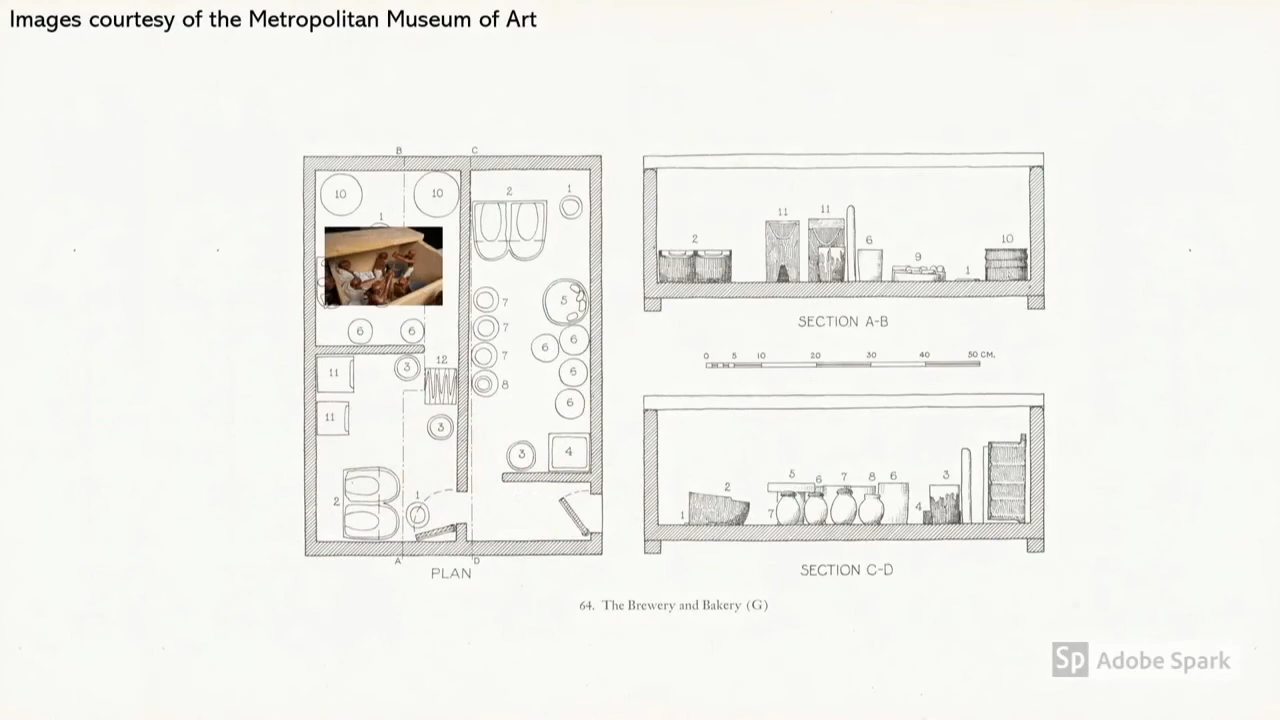 Images courtesy of the Metropolitan Museum of Art
B C
10 10 2 1
1
7 5
7 6 6
7 6
8 6
6 6
3 12
11
11 3
3 4
2 1
A D
PLAN
2 11 11 6 9 1 10
SECTION A-B
0 5 10 20 30 40 50 CM.
1 2 7 5 6 7 8 6 4 3
SECTION C-D
64. The Brewery and Bakery (G)
Sp Adobe Spark